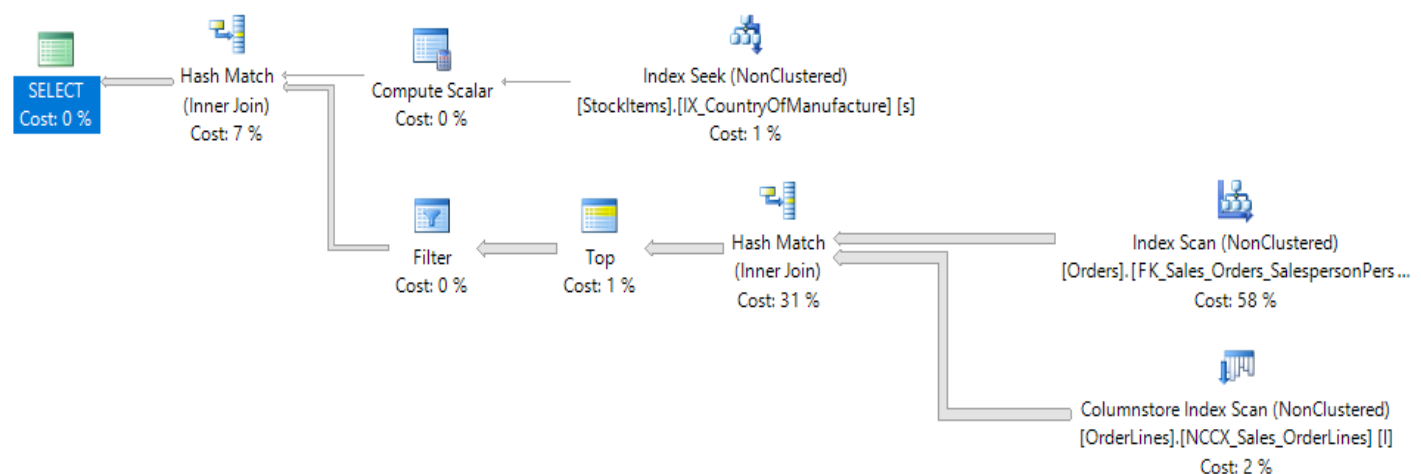 SELECT
Cost: 0 %
Hash Match
(Inner Join)
Cost: 7 %
Compute Scalar
Cost: 0 %
Index Seek (NonClustered)
[StockItems].[IX_CountryOfManufacture] [s]
Cost: 1 %
Filter
Cost: 0 %
Top
Cost: 1 %
Hash Match
(Inner Join)
Cost: 31 %
Index Scan (NonClustered)
[Orders].[FK_Sales_Orders_SalespersonPers ...
Cost: 58 %
Columnstore Index Scan (NonClustered)
[OrderLines].[NCCX_Sales_OrderLines] [l]
Cost: 2 %